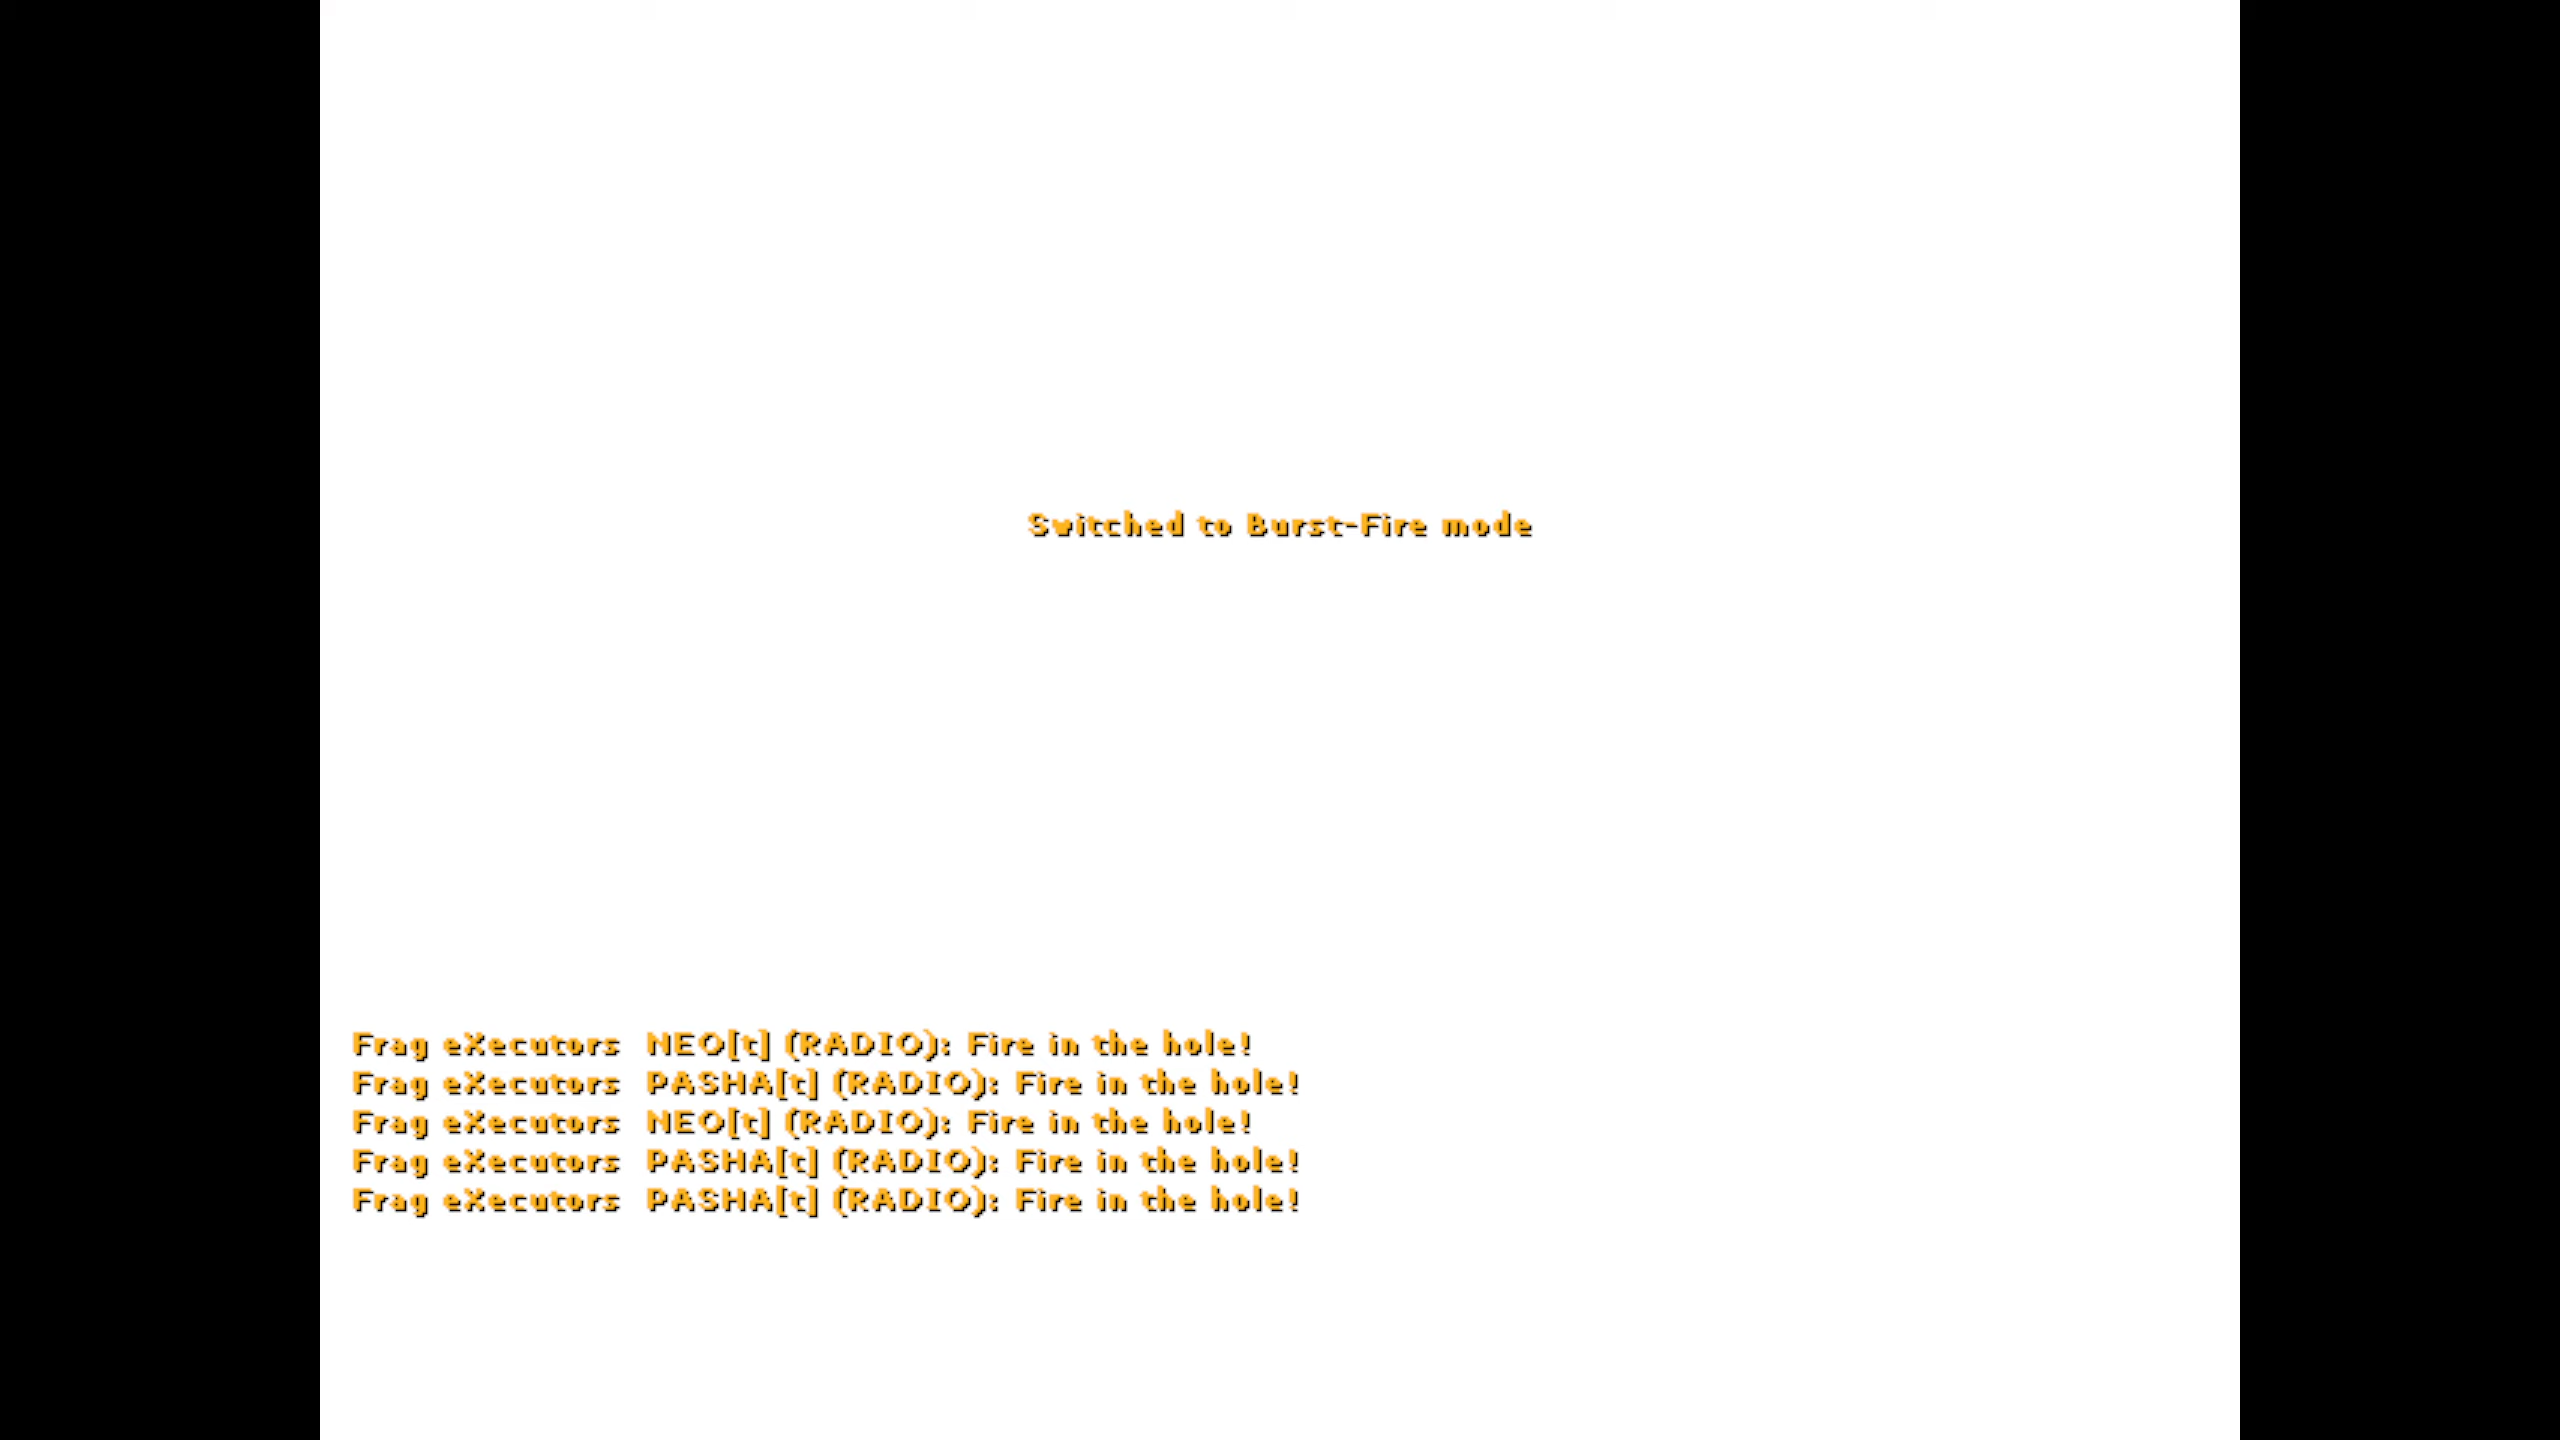 Switched to Burst-Fire mode
Frag eXecutors  NEO[t] (RADIO): Fire in the hole!
Frag eXecutors  PASHA[t] (RADIO): Fire in the hole!
Frag eXecutors  NEO[t] (RADIO): Fire in the hole!
Frag eXecutors  PASHA[t] (RADIO): Fire in the hole!
Frag eXecutors  PASHA[t] (RADIO): Fire in the hole!